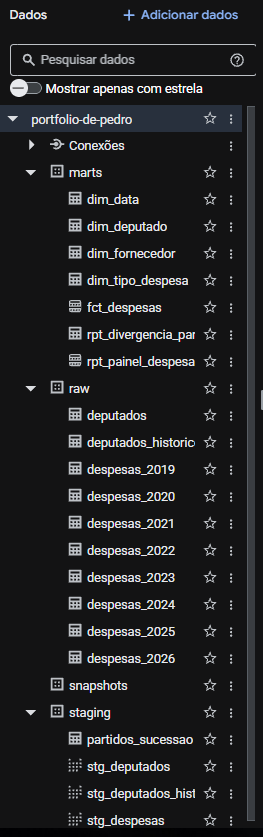 Dados
Adicionar dados
Pesquisar dados
Mostrar apenas com estrela
portfolio-de-pedro
Conexões
marts
dim_data
dim_deputado
dim_fornecedor
dim_tipo_despesa
fct_despesas
rpt_divergencia_par
rpt_painel_despesa
raw
deputados
deputados_historic
despesas_2019
despesas_2020
despesas_2021
despesas_2022
despesas_2023
despesas_2024
despesas_2025
despesas_2026
snapshots
staging
partidos_sucessao
stg_deputados
stg_deputados_hist
stg_despesas